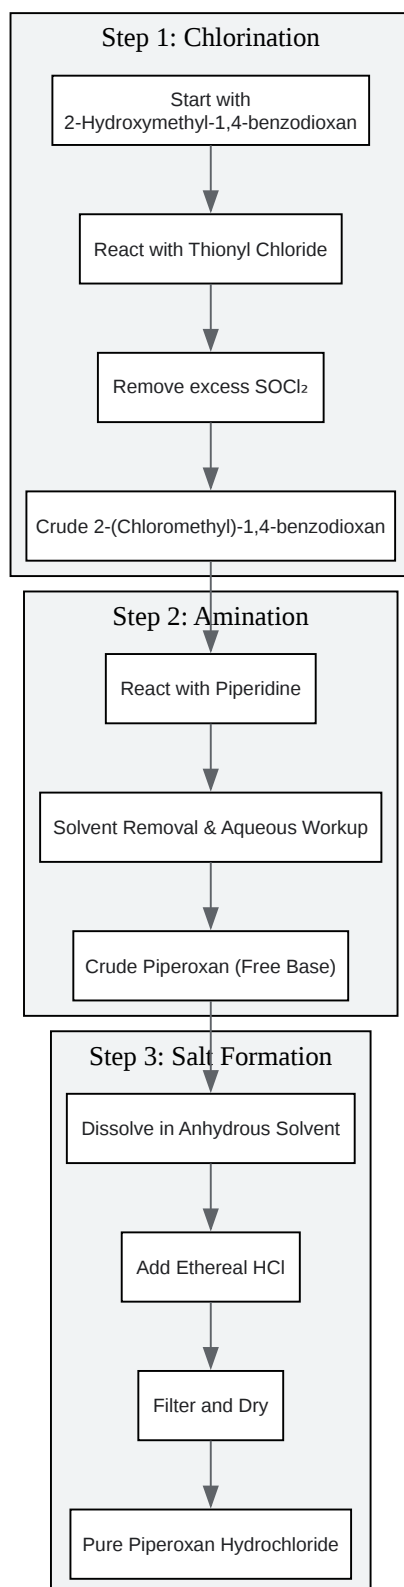 Step 1: Chlorination
Start with
2-Hydroxymethyl-1,4-benzodioxan
React with Thionyl Chloride
Remove excess SOCl₂
Crude 2-(Chloromethyl)-1,4-benzodioxan
Step 2: Amination
React with Piperidine
Solvent Removal & Aqueous Workup
Crude Piperoxan (Free Base)
Step 3: Salt Formation
Dissolve in Anhydrous Solvent
Add Ethereal HCl
Filter and Dry
Pure Piperoxan Hydrochloride